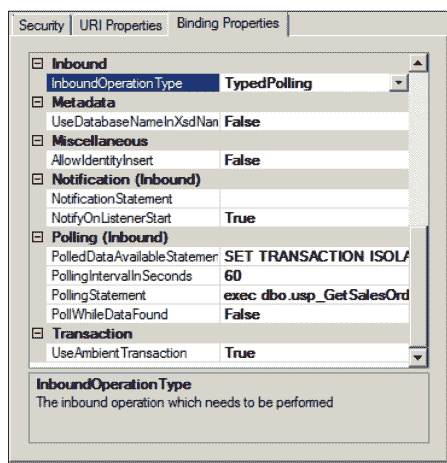 Security URI Properties Binding Properties
Inbound
InboundOperationType TypedPolling
Metadata
UseDatabaseNameInXsdNam False
Miscellaneous
AllowIdentityInsert False
Notification (Inbound)
NotificationStatement
NotifyOnListenerStart True
Polling (Inbound)
PolledDataAvailableStatemen SET TRANSACTION ISOLA
PollingIntervalInSeconds 60
PollingStatement exec dbo.usp_GetSalesOrd
PollWhileDataFound False
Transaction
UseAmbientTransaction True
InboundOperationType
The inbound operation which needs to be performed